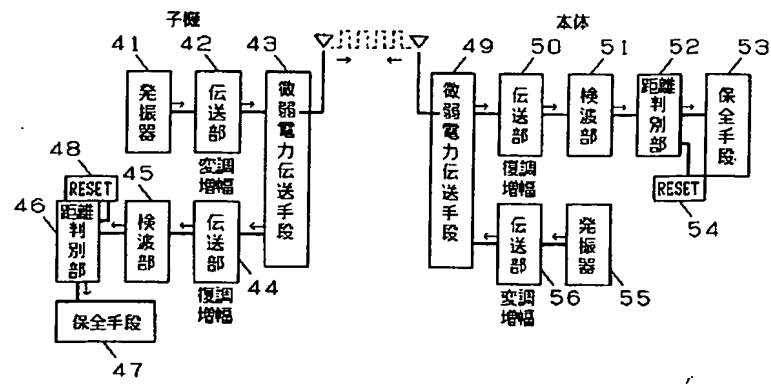 子機
本体
41
42
43
49
50
51
52
53
発振器
伝送部
変調
増幅
微弱電力伝送手段
微弱電力伝送手段
伝送部
復調
増幅
検波部
距離判別部
保全手段
RESET
54
48
RESET
46
距離判別部
45
検波部
伝送部
44
復調
増幅
保全手段
47
伝送部
56
変調
増幅
発振器
55